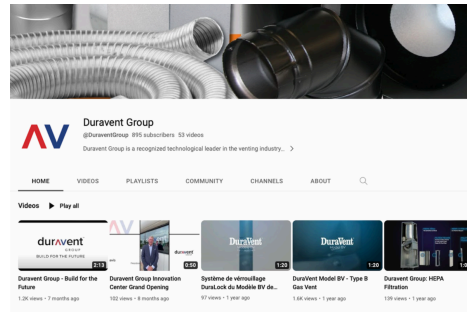 Duravent Group
@DuraventGroup 895 subscribers 53 videos
Duravent Group is a recognized technological leader in the venting industry...
HOME VIDEOS PLAYLISTS COMMUNITY CHANNELS ABOUT
Videos Play all
duravent
GROUP
BUILD FOR THE FUTURE
2:13
0:50
DuraVent
1:20
DuraVent
1:20
1:00
Duravent Group - Build for the Future
1.2K views • 7 months ago
Duravent Group Innovation Center Grand Opening
102 views • 8 months ago
Système de vérrouillage DuraLock du Modèle BV de...
97 views • 1 year ago
DuraVent Model BV - Type B Gas Vent
1.6K views • 1 year ago
Duravent Group: HEPA Filtration
139 views • 1 year ago